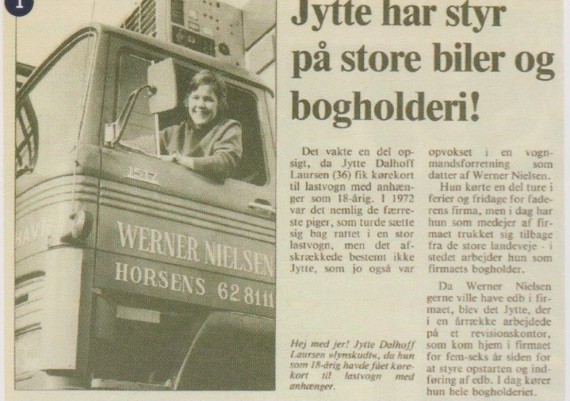 1
Jytte har styr
på store biler og
bogholderi!
1517
WERNER NIELSEN
HORSENS 628111
Hej med jer! Jytte Dalhoff
Laursen »lynskudt«, da hun
som 18-årig havde fået køre-
kort til lastvogn med
anhænger.
Det vakte en del op-
sigt, da Jytte Dalhoff
Laursen (36) fik kørekort
til lastvogn med anhæn-
ger som 18-årig. I 1972
var det nemlig de færre-
ste piger, som turde sætte
sig bag rattet i en stor
lastvogn, men det af-
skrækkede bestemt ikke
Jytte, som jo også var
opvokset i en vogn-
mandsforretning som
datter af Werner Nielsen.
Hun kørte en del ture i
ferier og fridage for fade-
rens firma, men i dag har
hun som medejer af fir-
maet trukket sig tilbage
fra de store landeveje - i
stedet arbejder hun som
firmaets bogholder.
Da Werner Nielsen
gerne ville have edb i fir-
maet, blev det Jytte, der
i en årrække arbejdede
på et revisionskontor,
som kom hjem i firmaet
for fem-seks år siden for
at styre opstarten og ind-
føring af edb. I dag kører
hun hele bogholderiet.